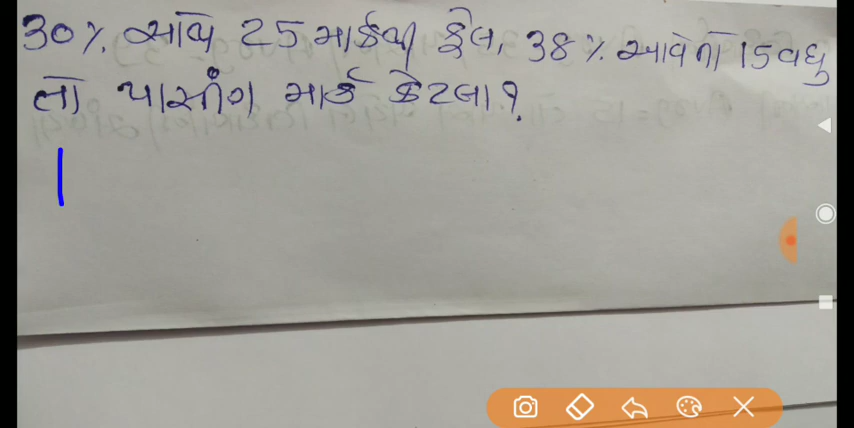 30% આવે 25 માર્કથી ફેલ, 38% આવે તો 15 વધુ
તો પાસીંગ માર્ક કેટલા?